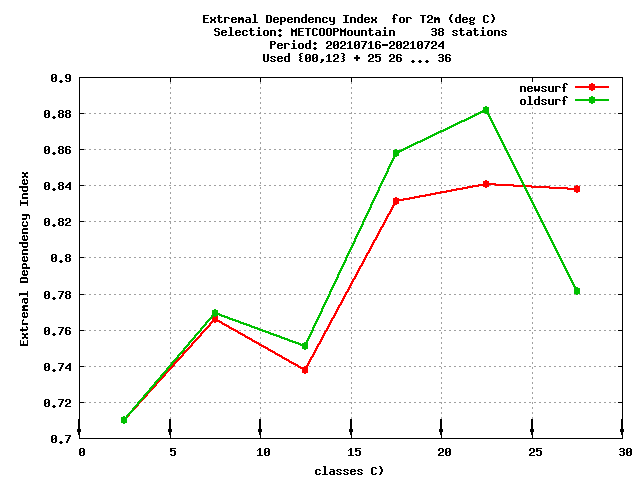 Extremal Dependency Index  for T2m (deg C)
Selection: METCOOPMountain     38 stations
Period: 20210716-20210724
Used {00,12} + 25 26 ... 36
newsurf
oldsurf
Extremal Dependency Index
0.9
0.88
0.86
0.84
0.82
0.8
0.78
0.76
0.74
0.72
0.7
0 5 10 15 20 25 30
classes C)